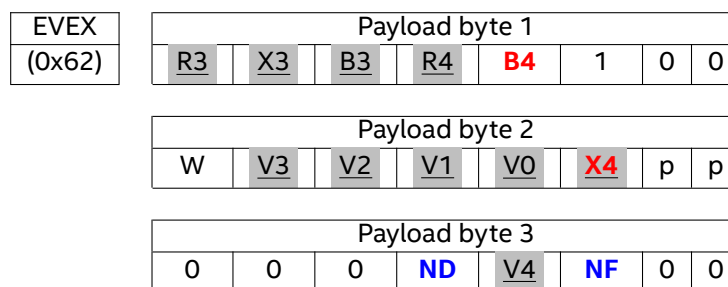 EVEX Payload byte 1
(0x62) R3 X3 B3 R4 B4 1 0 0
Payload byte 2
W V3 V2 V1 V0 X4 p p
Payload byte 3
0 0 0 ND V4 NF 0 0